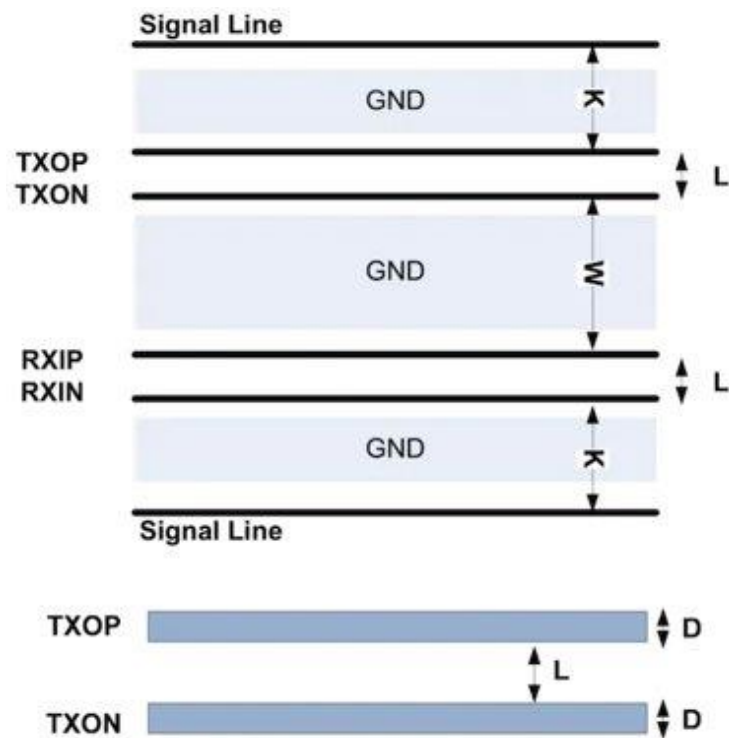 Signal Line
K
GND
TXOP
L
TXON
GND
W
RXIP
L
RXIN
GND
K
Signal Line
TXOP
D
L
TXON
D